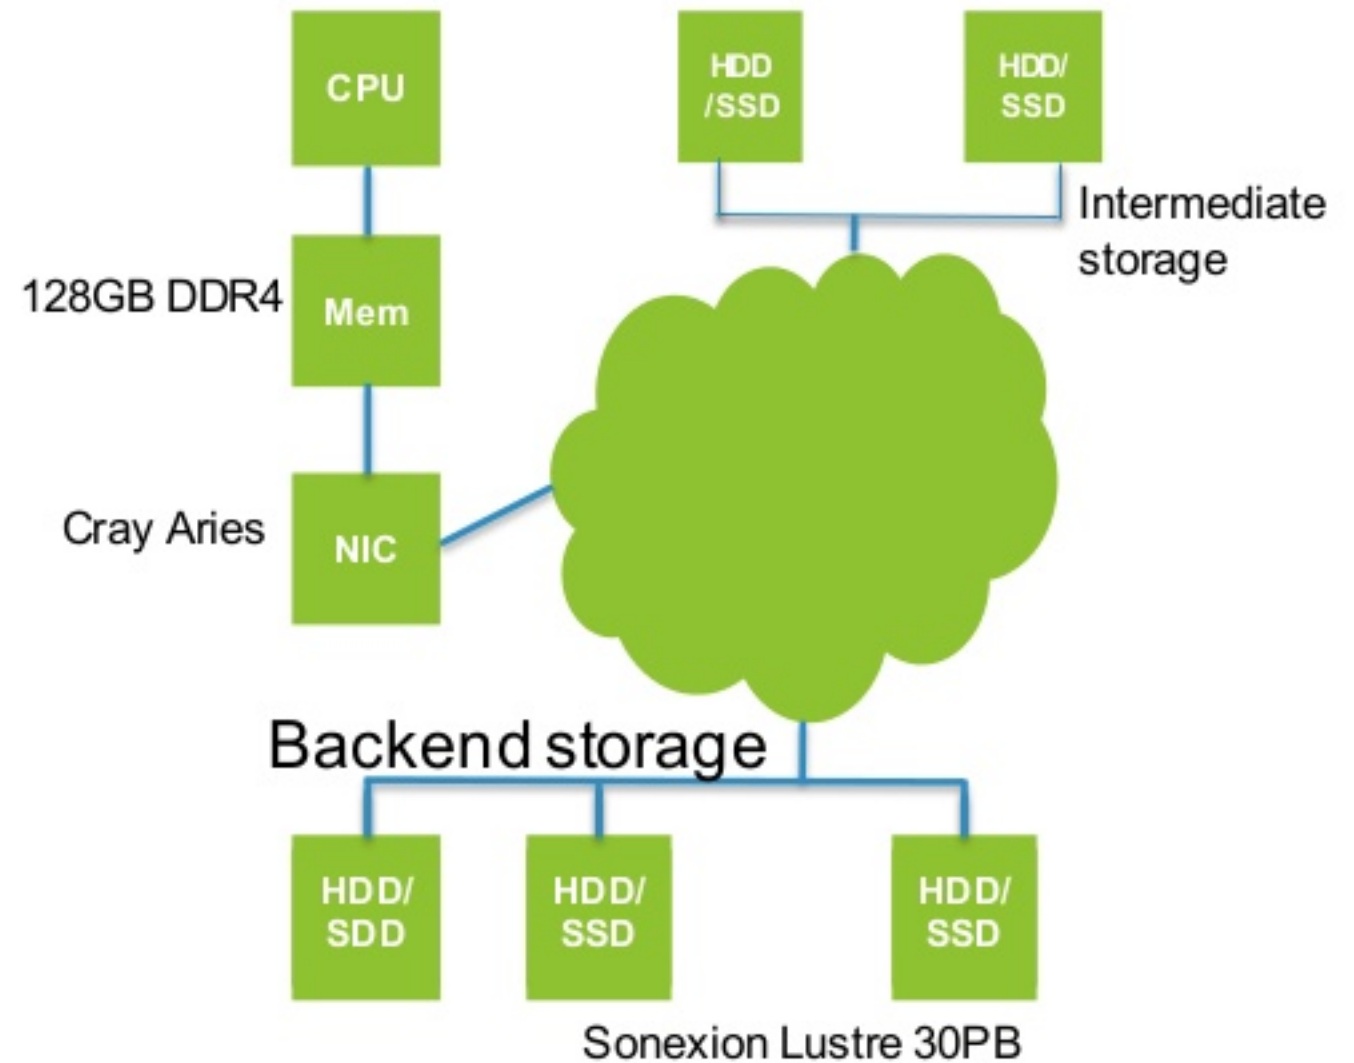 CPU
HDD
/SSD
HDD/
SSD
Intermediate
storage
128GB DDR4
Mem
Cray Aries
NIC
Backend storage
HDD/
SDD
HDD/
SSD
HDD/
SSD
Sonexion Lustre 30PB